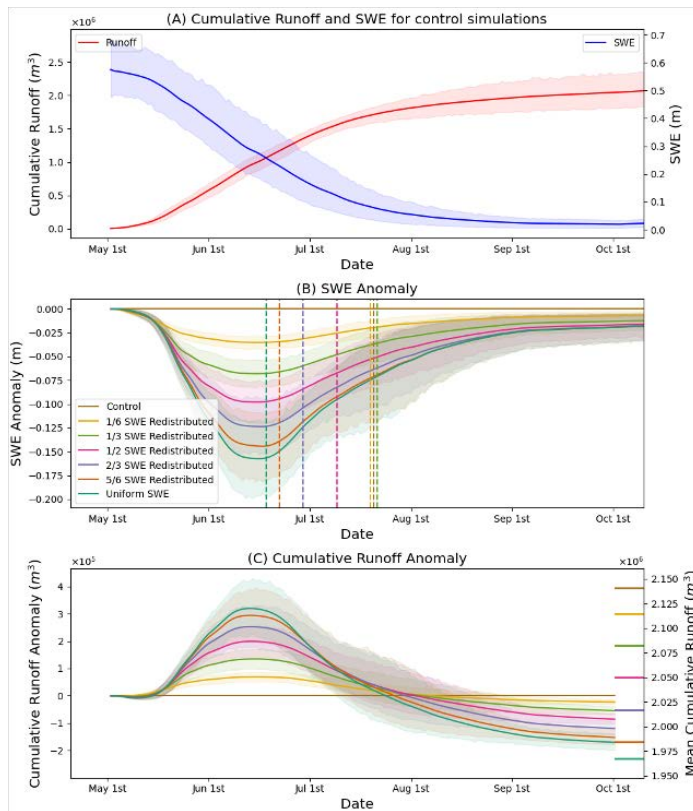 (A) Cumulative Runoff and SWE for control simulations
×10⁶
Runoff
SWE
Cumulative Runoff (m³)
2.5
2.0
1.5
1.0
0.5
0.0
0.7
0.6
0.5
0.4
0.3
0.2
0.1
0.0
SWE (m)
May 1st Jun 1st Jul 1st Aug 1st Sep 1st Oct 1st
Date
(B) SWE Anomaly
SWE Anomaly (m)
0.000
−0.025
−0.050
−0.075
−0.100
−0.125
−0.150
−0.175
−0.200
Control
1/6 SWE Redistributed
1/3 SWE Redistributed
1/2 SWE Redistributed
2/3 SWE Redistributed
5/6 SWE Redistributed
Uniform SWE
May 1st Jun 1st Jul 1st Aug 1st Sep 1st Oct 1st
Date
(C) Cumulative Runoff Anomaly
×10⁵
×10⁶
Cumulative Runoff Anomaly (m³)
4
3
2
1
0
−1
−2
2.150
2.125
2.100
2.075
2.050
2.025
2.000
1.975
1.950
Mean Cumulative Runoff (m³)
May 1st Jun 1st Jul 1st Aug 1st Sep 1st Oct 1st
Date